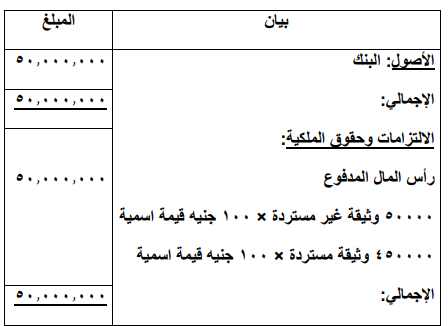 بيان المبلغ
الأصول: البنك ٥٠,٠٠٠,٠٠٠
الإجمالي: ٥٠,٠٠٠,٠٠٠
الالتزامات وحقوق الملكية:
رأس المال المدفوع ٥٠,٠٠٠,٠٠٠
٥٠٠٠٠ وثيقة غير مستردة × ١٠٠ جنيه قيمة اسمية
٤٥٠٠٠٠ وثيقة مستردة × ١٠٠ جنيه قيمة اسمية
الإجمالي: ٥٠,٠٠٠,٠٠٠